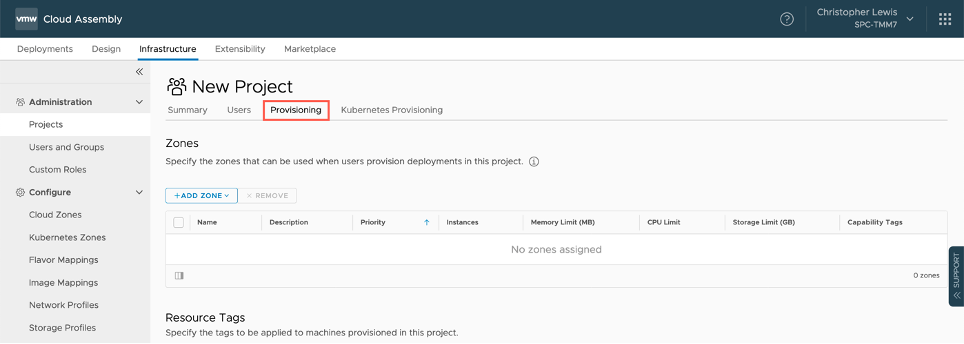 vmw Cloud Assembly
Christopher Lewis
SPC-TMM7
Deployments Design Infrastructure Extensibility Marketplace
Administration
Projects
Users and Groups
Custom Roles
Configure
Cloud Zones
Kubernetes Zones
Flavor Mappings
Image Mappings
Network Profiles
Storage Profiles
New Project
Summary Users Provisioning Kubernetes Provisioning
Zones
Specify the zones that can be used when users provision deployments in this project.
+ADD ZONE × REMOVE
Name Description Priority Instances Memory Limit (MB) CPU Limit Storage Limit (GB) Capability Tags
No zones assigned
0 zones
Resource Tags
Specify the tags to be applied to machines provisioned in this project.
SUPPORT